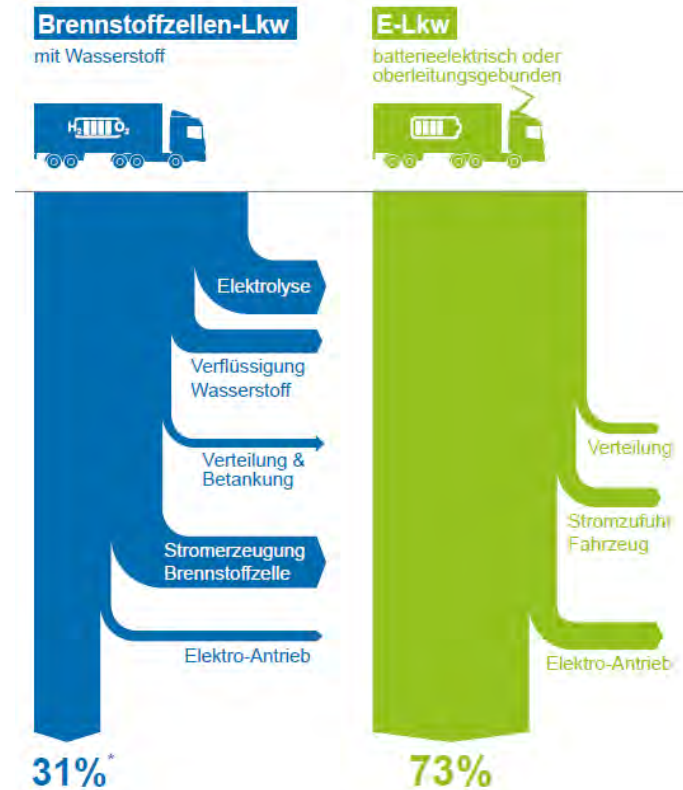 Brennstoffzellen-Lkw
mit Wasserstoff
H₂ O₂
Elektrolyse
Verflüssigung
Wasserstoff
Verteilung &
Betankung
Stromerzeugung
Brennstoffzelle
Elektro-Antrieb
31%*
E-Lkw
batterieelektrisch oder
oberleitungsgebunden
Verteilung
Stromzufuhr
Fahrzeug
Elektro-Antrieb
73%